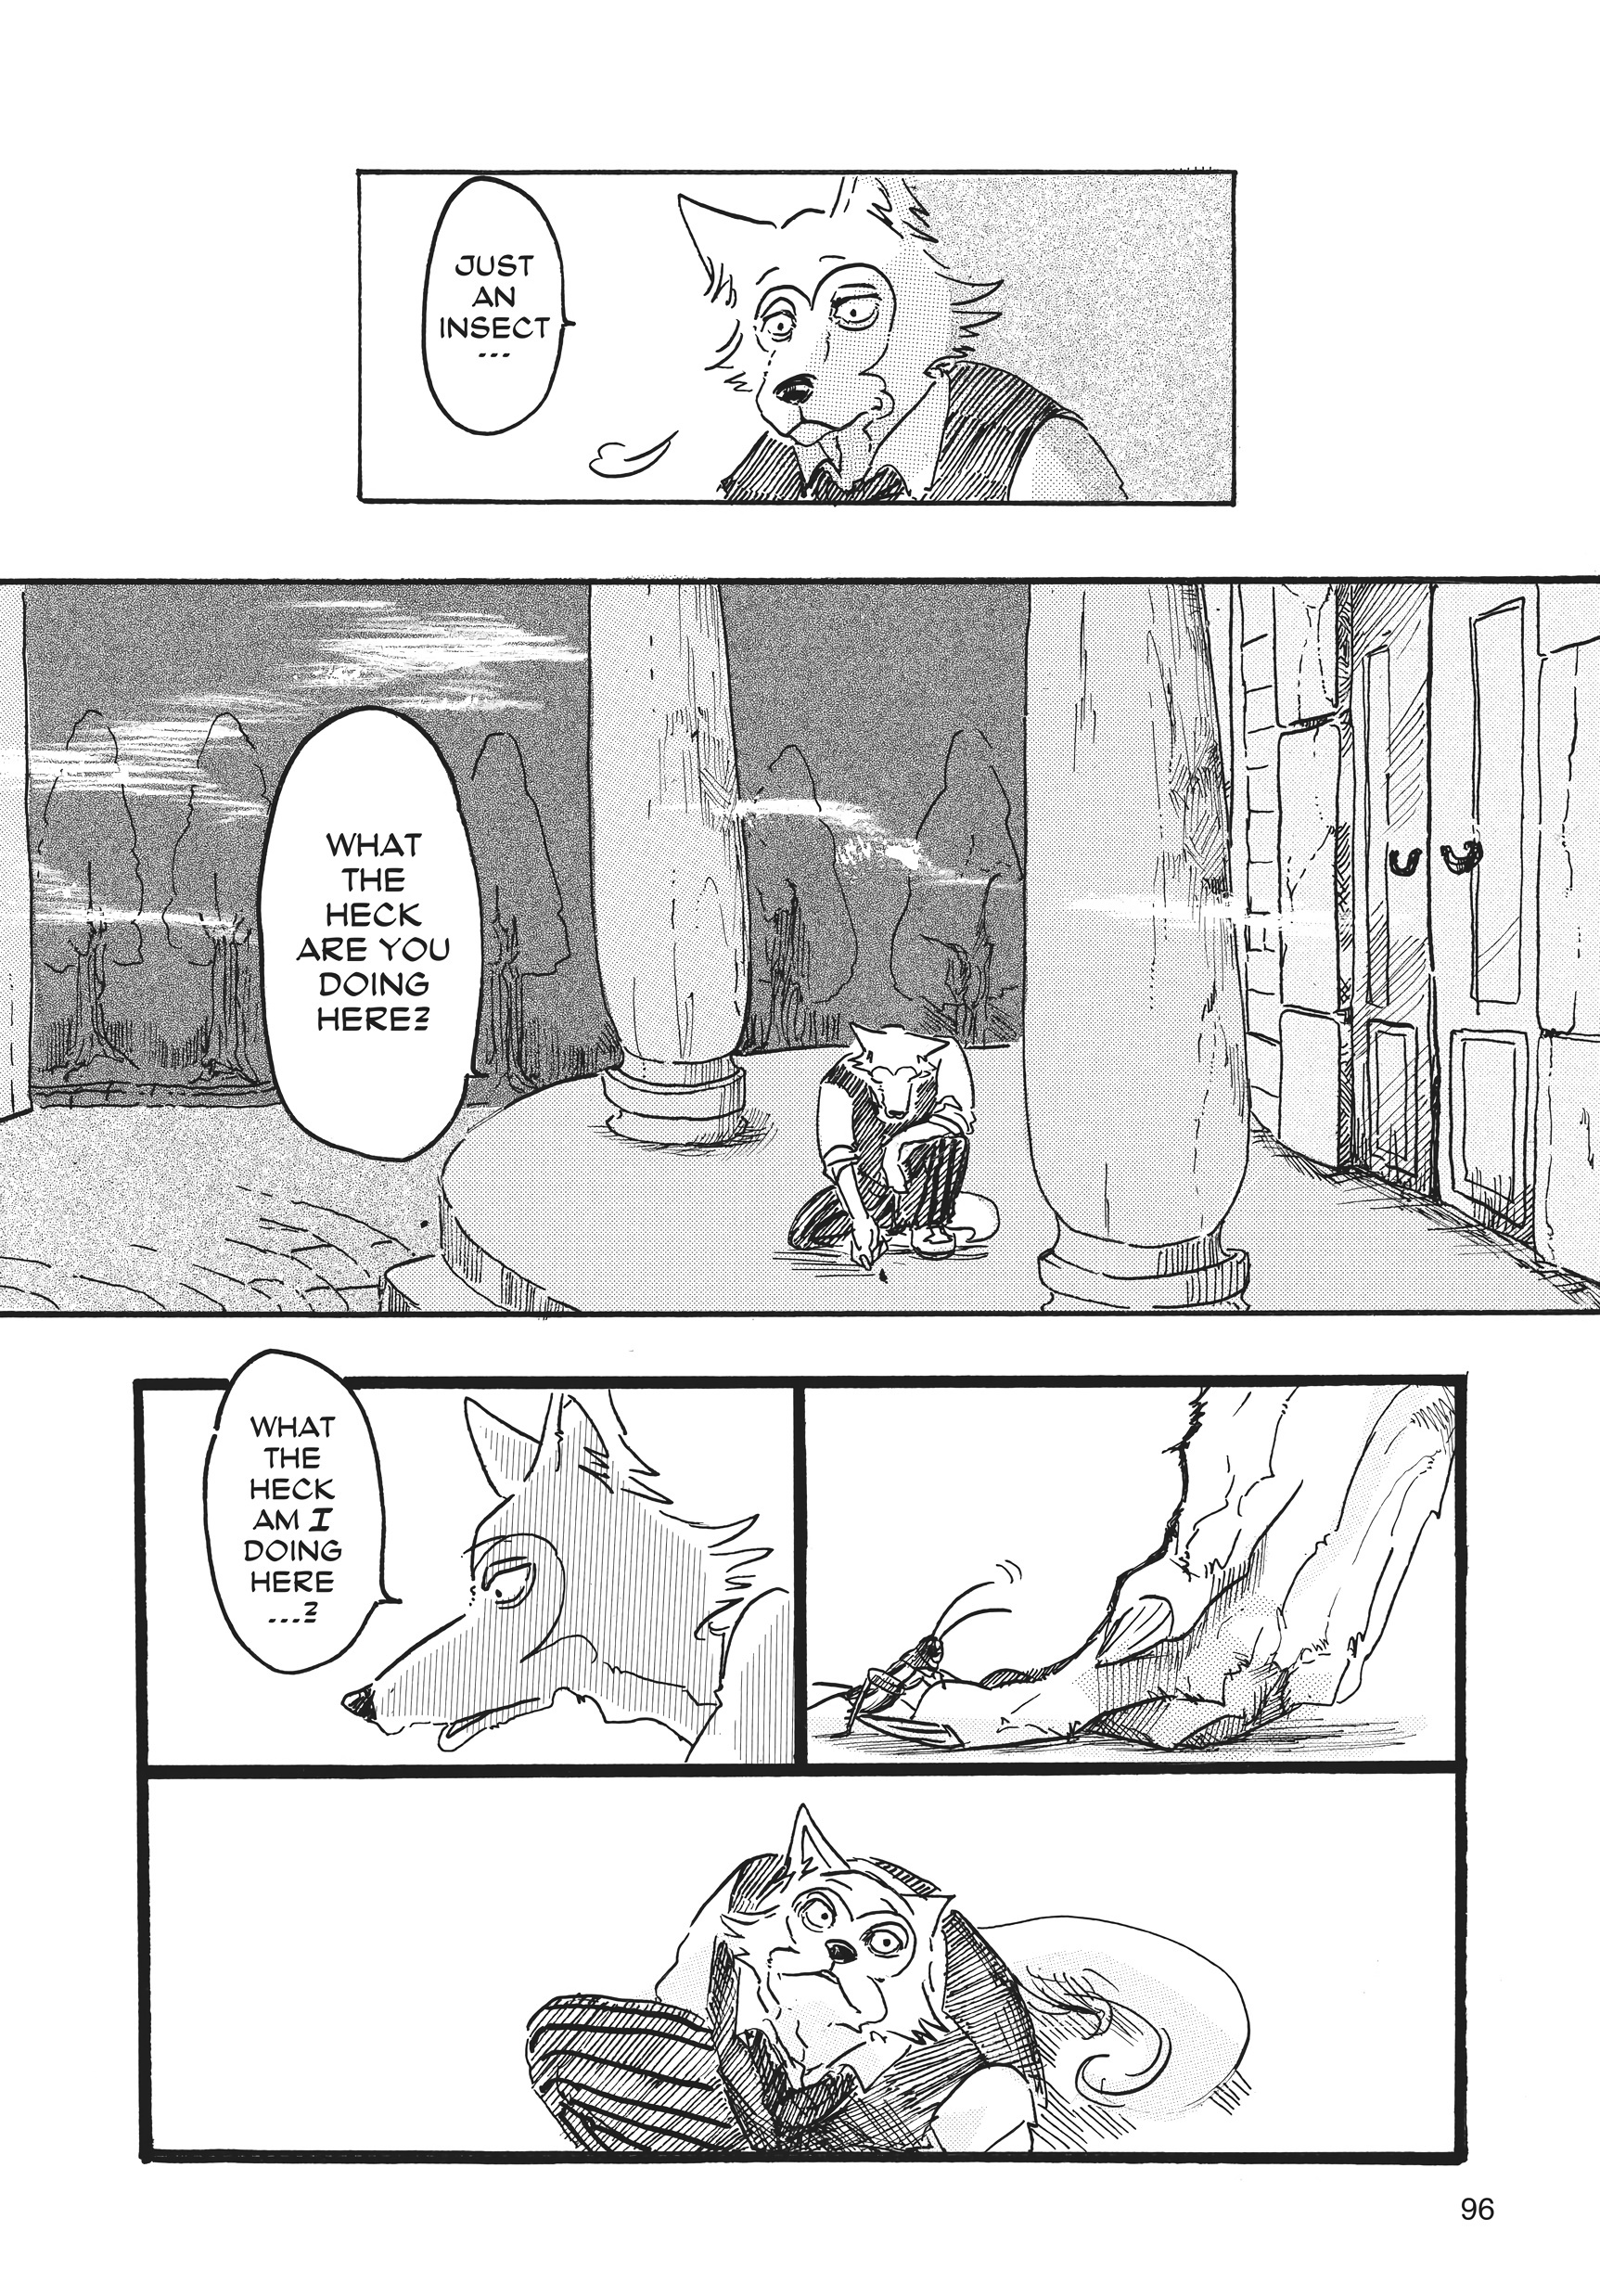 JUST
AN
INSECT
...
WHAT
THE
HECK
ARE YOU
DOING
HERE?
WHAT
THE
HECK
AM I
DOING
HERE
...?
96